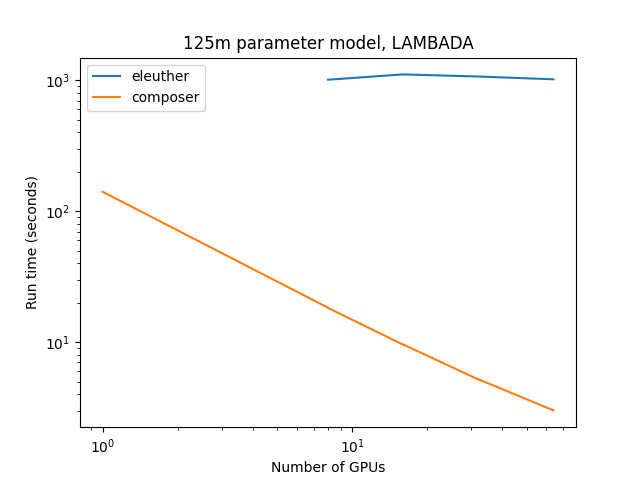 125m parameter model, LAMBADA
eleuther
composer
10³
10²
10¹
Run time (seconds)
10⁰
10¹
Number of GPUs